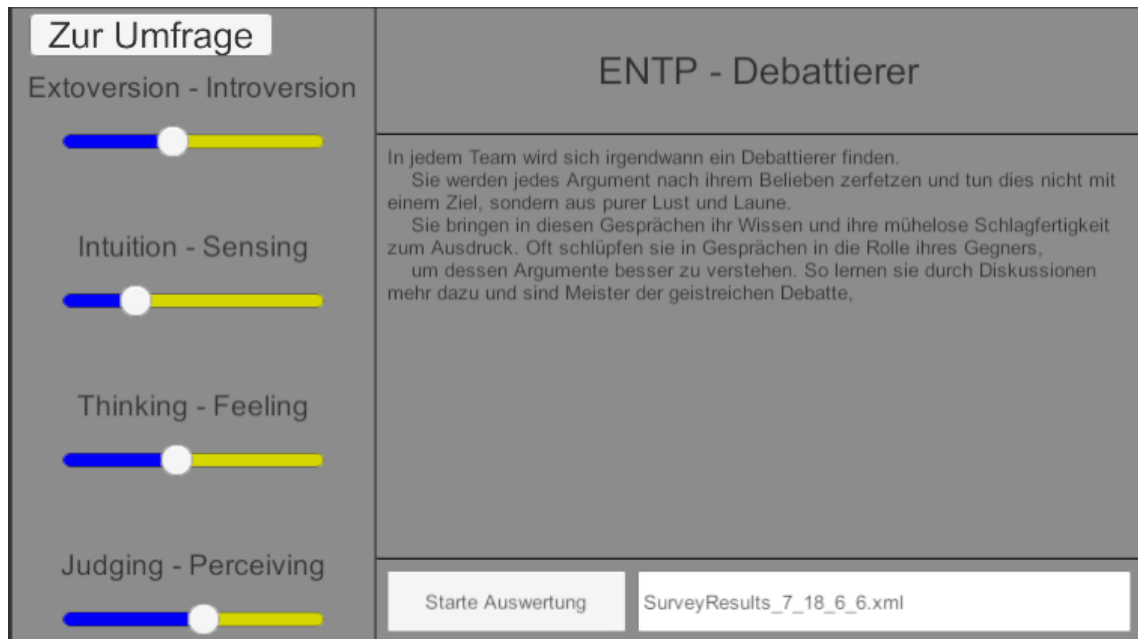 Zur Umfrage
Extoversion - Introversion
Intuition - Sensing
Thinking - Feeling
Judging - Perceiving
ENTP - Debattierer
In jedem Team wird sich irgendwann ein Debattierer finden.
Sie werden jedes Argument nach ihrem Belieben zerfetzen und tun dies nicht mit
einem Ziel, sondern aus purer Lust und Laune.
Sie bringen in diesen Gesprächen ihr Wissen und ihre mühelose Schlagfertigkeit
zum Ausdruck. Oft schlüpfen sie in Gesprächen in die Rolle ihres Gegners,
um dessen Argumente besser zu verstehen. So lernen sie durch Diskussionen
mehr dazu und sind Meister der geistreichen Debatte,
Starte Auswertung
SurveyResults_7_18_6_6.xml